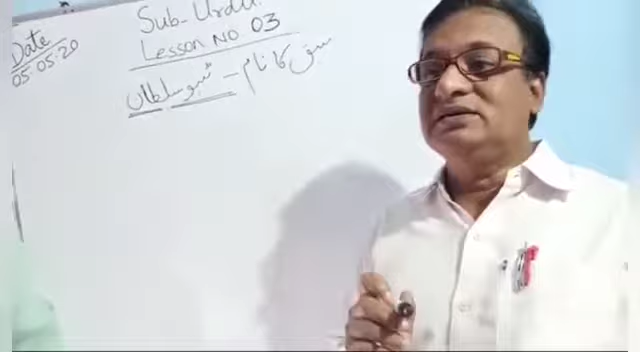 Date
05.05.20
Sub-Urdu.
Lesson No 03
سبق کا نام - ٹیپو سلطان